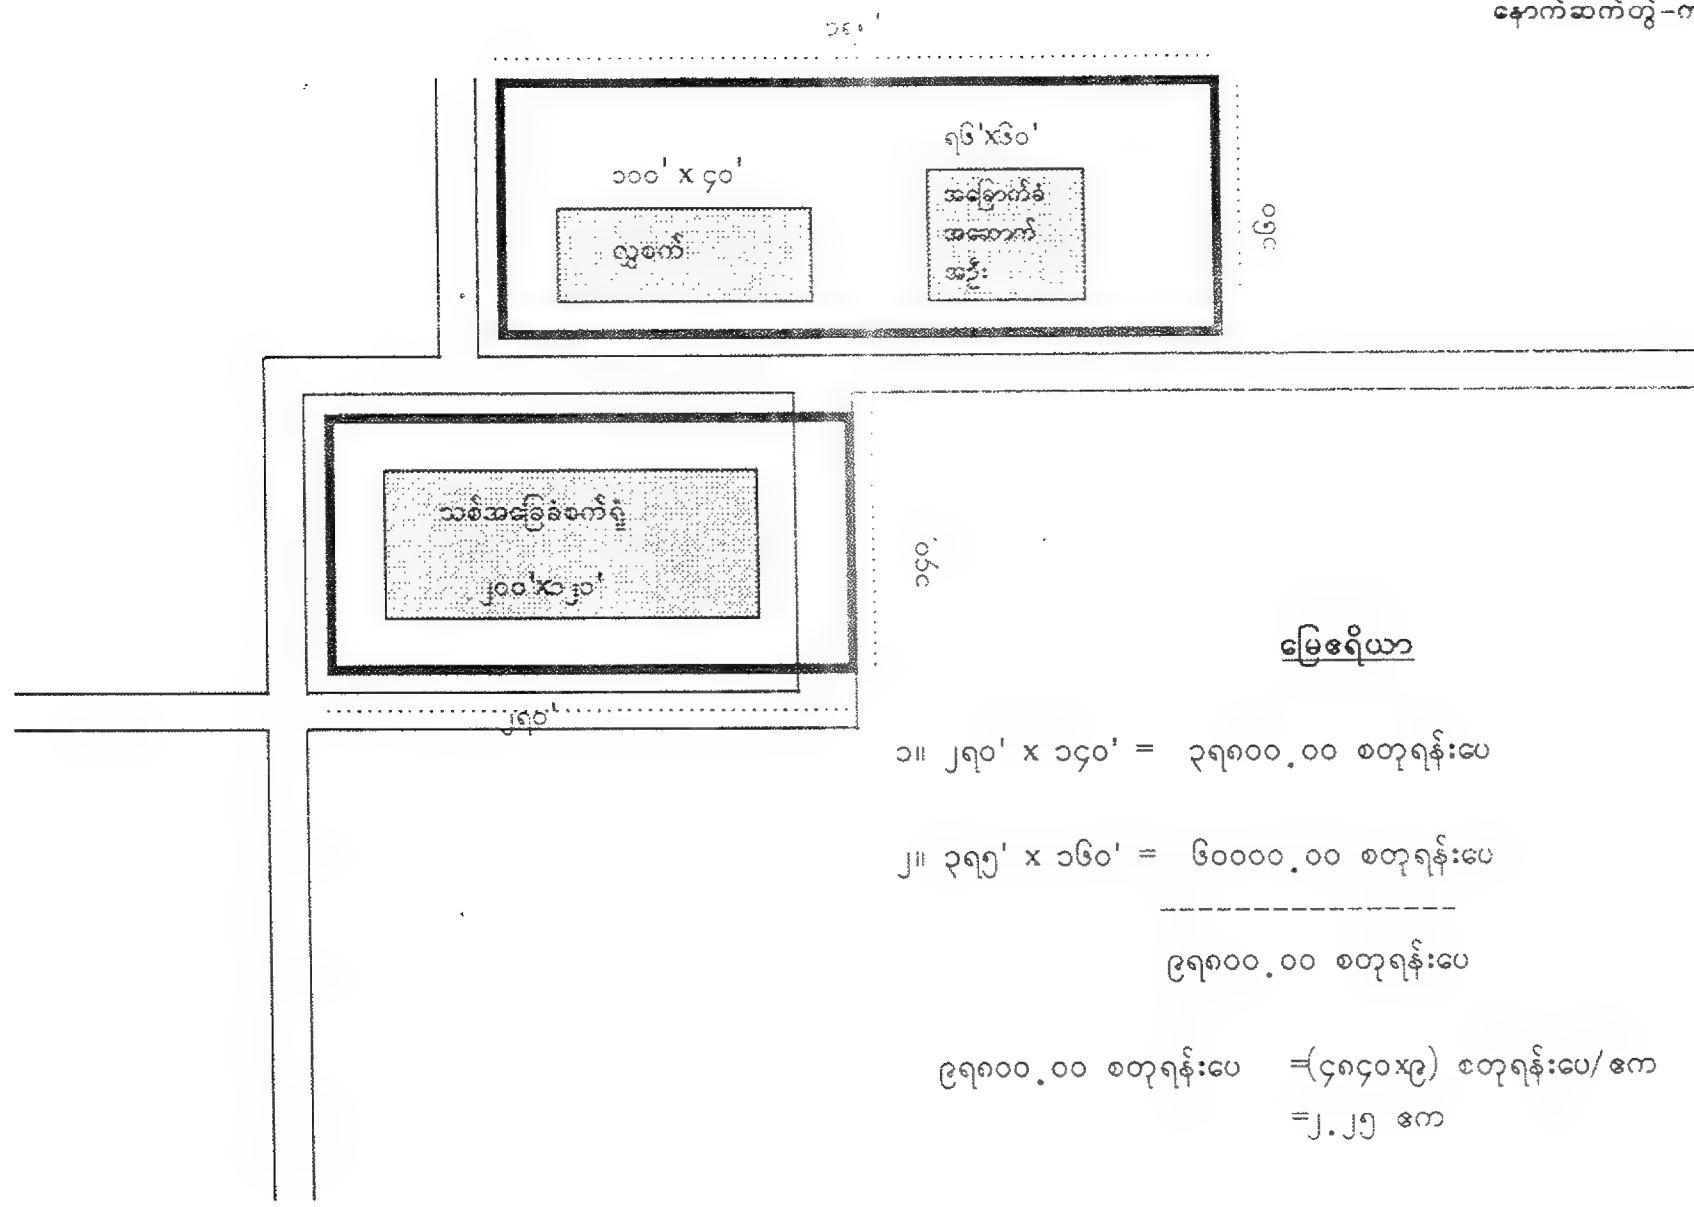 နောက်ဆက်တွဲ-က
၁၀၀' x ၄၀'
ရ၆'x၆၀'
လွှစက်
အခြောက်ခံ
အဆောက်
အဦး
၁၆၀
သစ်အခြေခံစက်ရုံ
၂၀၀'x၁၂၀'
၁၄၀'
၂ရ၀'
မြေဧရိယာ
၁။ ၂ရ၀' x ၁၄၀' = ၃ရ၈၀၀.၀၀ စတုရန်းပေ
၂။ ၃ရ၅' x ၁၆၀' = ၆၀၀၀၀.၀၀ စတုရန်းပေ
၉ရ၈၀၀.၀၀ စတုရန်းပေ
၉ရ၈၀၀.၀၀ စတုရန်းပေ =(၄၈၄၀x၉) စတုရန်းပေ/ဧက
=၂.၂၅ ဧက